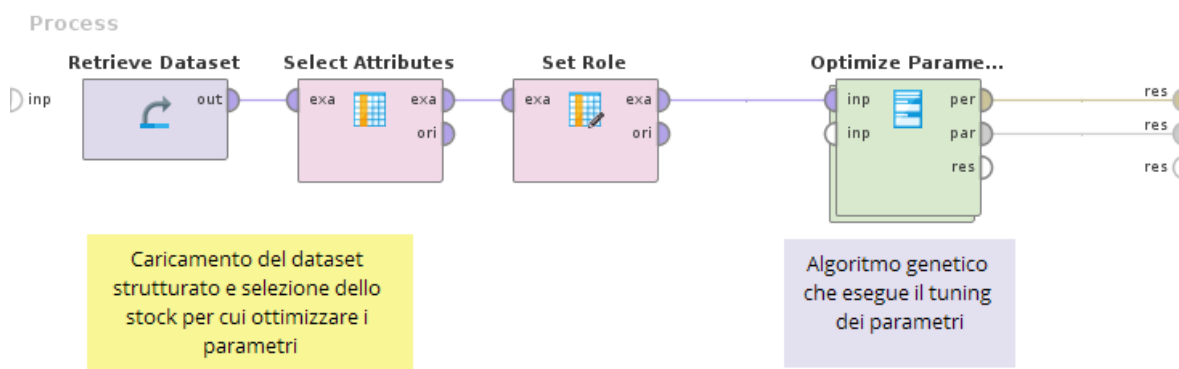 Process
Retrieve Dataset
Select Attributes
Set Role
Optimize Parame...
inp
out
exa
exa
ori
exa
exa
ori
inp
per
inp
par
res
res
res
res
Caricamento del dataset
strutturato e selezione dello
stock per cui ottimizzare i
parametri
Algoritmo genetico
che esegue il tuning
dei parametri